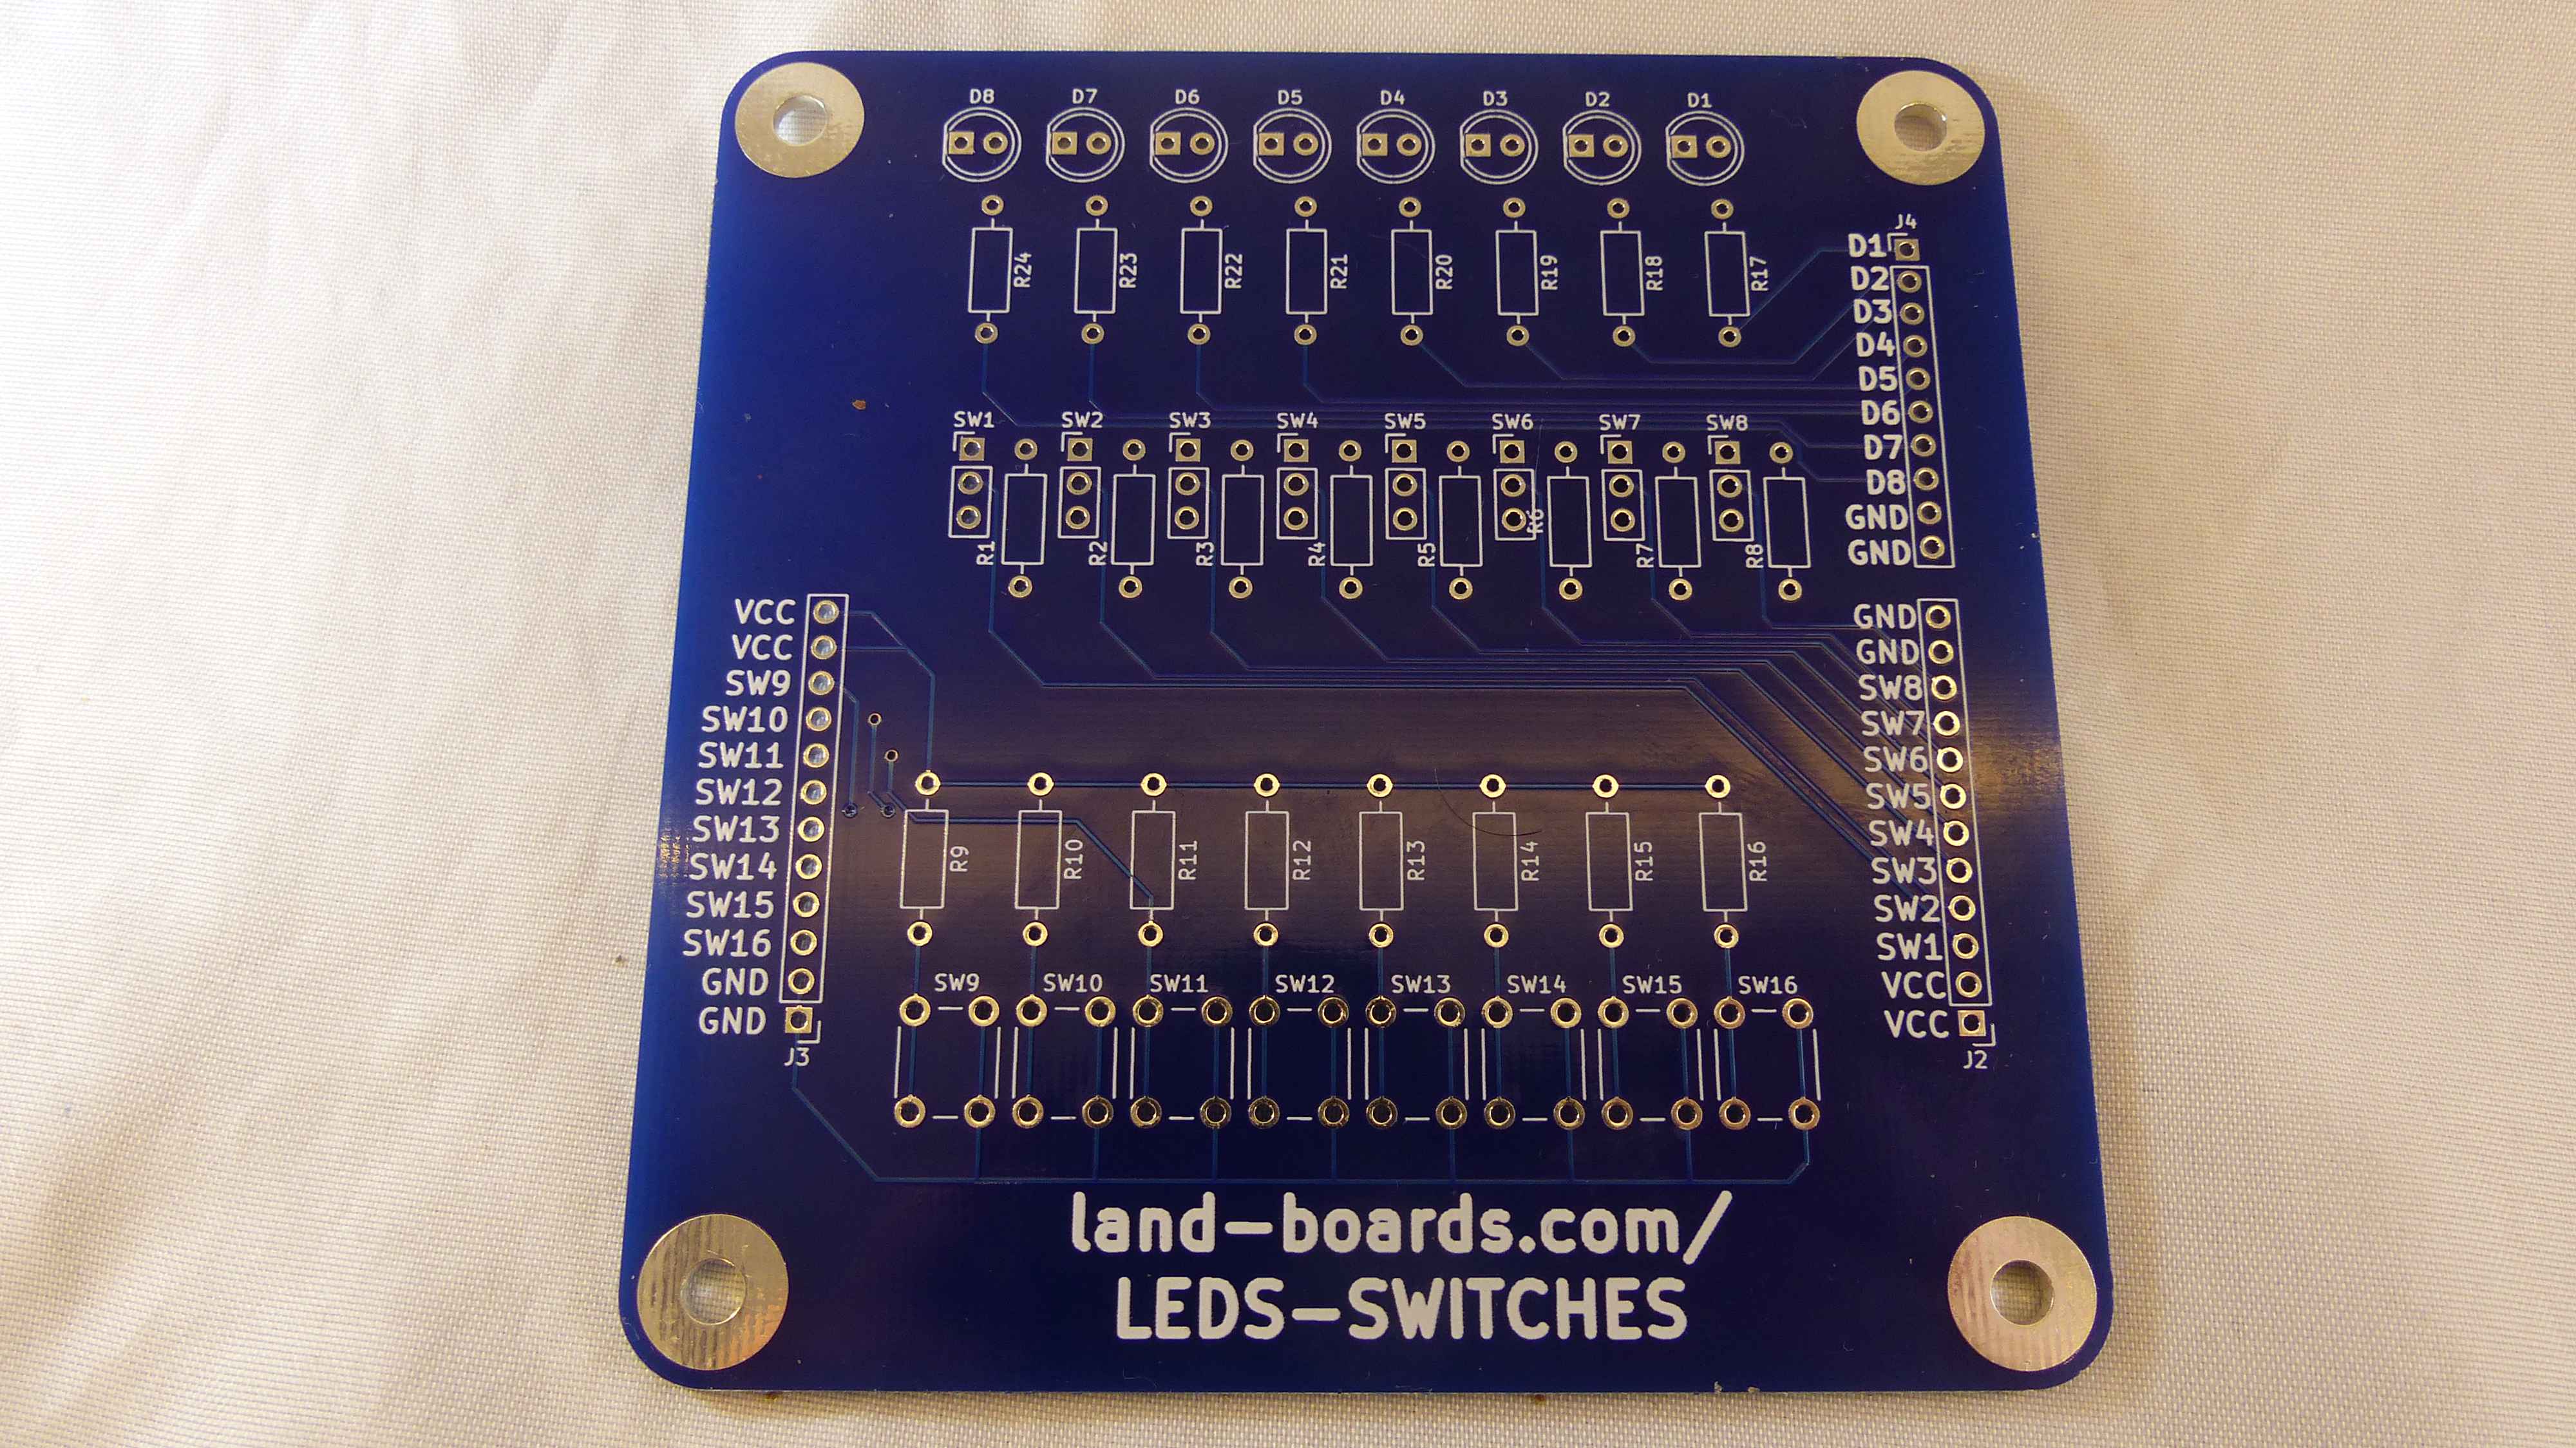 D8 D7 D6 D5 D4 D3 D2 D1
R24 R23 R22 R21 R20 R19 R18 R17
J4
D1
D2
D3
D4
D5
D6
D7
D8
GND
GND
SW1 SW2 SW3 SW4 SW5 SW6 SW7 SW8
R1 R2 R3 R4 R5 R6 R7 R8
VCC
VCC
SW9
SW10
SW11
SW12
SW13
SW14
SW15
SW16
GND
GND
J3
GND
GND
SW8
SW7
SW6
SW5
SW4
SW3
SW2
SW1
VCC
VCC
J2
R9 R10 R11 R12 R13 R14 R15 R16
SW9 SW10 SW11 SW12 SW13 SW14 SW15 SW16
land-boards.com/
LEDS-SWITCHES